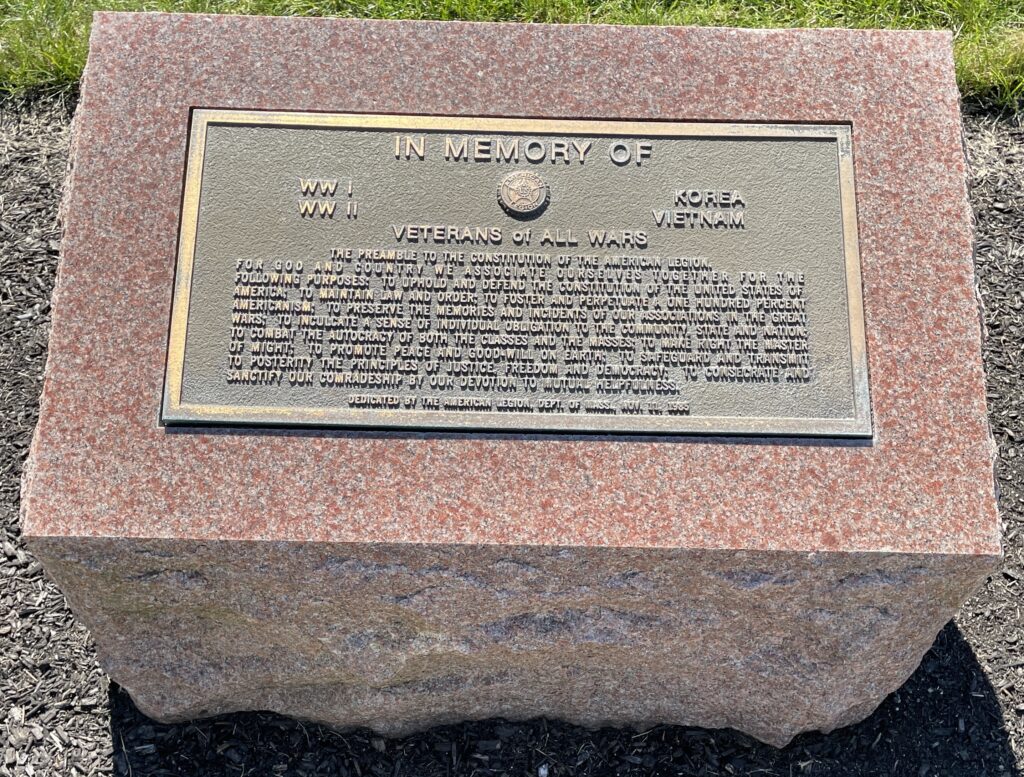 IN MEMORY OF
WW I
WW II
KOREA
VIETNAM
VETERANS of ALL WARS
THE PREAMBLE TO THE CONSTITUTION OF THE AMERICAN LEGION.
FOR GOD AND COUNTRY WE ASSOCIATE OURSELVES TOGETHER FOR THE
FOLLOWING PURPOSES: TO UPHOLD AND DEFEND THE CONSTITUTION OF THE UNITED STATES OF
AMERICA; TO MAINTAIN LAW AND ORDER; TO FOSTER AND PERPETUATE A ONE HUNDRED PERCENT
AMERICANISM; TO PRESERVE THE MEMORIES AND INCIDENTS OF OUR ASSOCIATIONS IN THE GREAT
WARS; TO INCULCATE A SENSE OF INDIVIDUAL OBLIGATION TO THE COMMUNITY, STATE AND NATION;
TO COMBAT THE AUTOCRACY OF BOTH THE CLASSES AND THE MASSES; TO MAKE RIGHT THE MASTER
OF MIGHT; TO PROMOTE PEACE AND GOOD-WILL ON EARTH; TO SAFEGUARD AND TRANSMIT
TO POSTERITY THE PRINCIPLES OF JUSTICE, FREEDOM AND DEMOCRACY; TO CONSECRATE AND
SANCTIFY OUR COMRADESHIP BY OUR DEVOTION TO MUTUAL HELPFULNESS.
DEDICATED BY THE AMERICAN LEGION, DEPT. OF MASS. NOV.